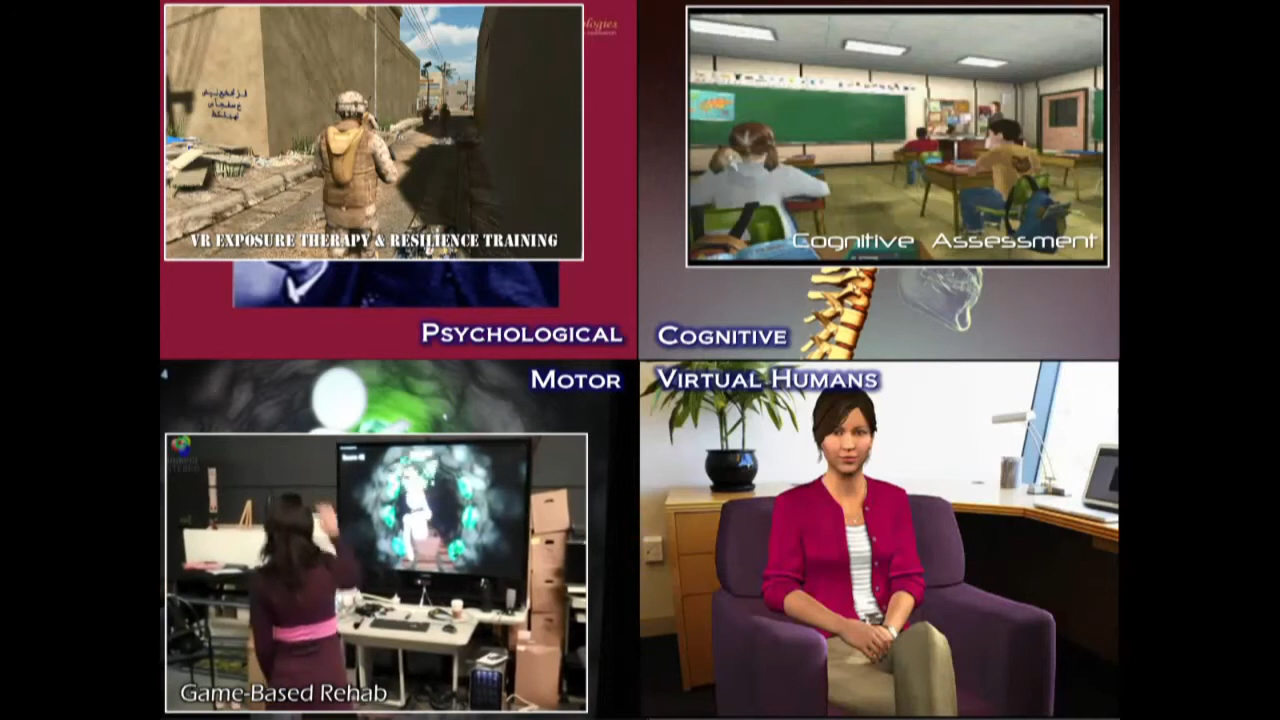 VR EXPOSURE THERAPY & RESILIENCE TRAINING
PSYCHOLOGICAL
Cognitive Assessment
COGNITIVE
MOTOR
Game-Based Rehab
VIRTUAL HUMANS